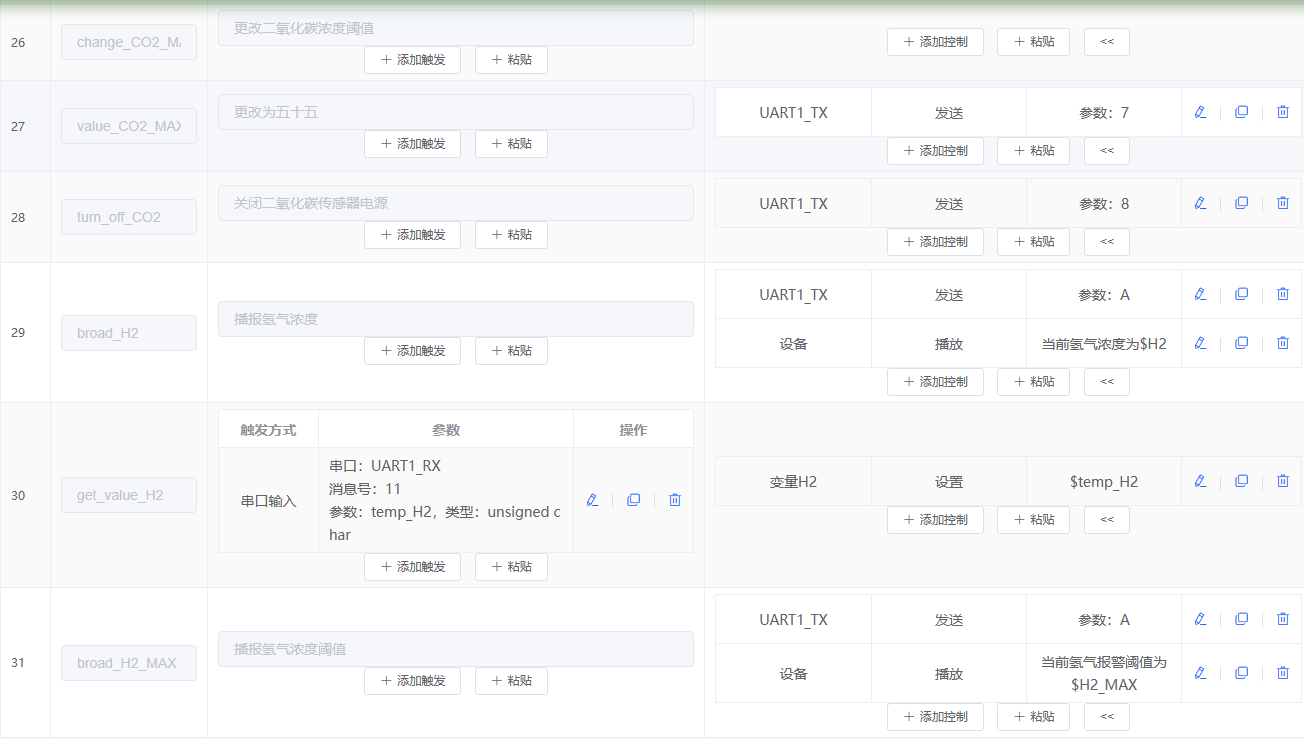 26
change_CO2_MA
更改二氧化碳浓度阈值
+ 添加触发
+ 粘贴
+ 添加控制
+ 粘贴
<<
27
value_CO2_MAX
更改为五十五
+ 添加触发
+ 粘贴
UART1_TX
发送
参数：7
+ 添加控制
+ 粘贴
<<
28
turn_off_CO2
关闭二氧化碳传感器电源
+ 添加触发
+ 粘贴
UART1_TX
发送
参数：8
+ 添加控制
+ 粘贴
<<
29
broad_H2
播报氢气浓度
+ 添加触发
+ 粘贴
UART1_TX
发送
参数：A
设备
播放
当前氢气浓度为$H2
+ 添加控制
+ 粘贴
<<
30
get_value_H2
触发方式
参数
操作
串口输入
串口：UART1_RX
消息号：11
参数：temp_H2，类型：unsigned c
har
+ 添加触发
+ 粘贴
变量H2
设置
$temp_H2
+ 添加控制
+ 粘贴
<<
31
broad_H2_MAX
播报氢气浓度阈值
+ 添加触发
+ 粘贴
UART1_TX
发送
参数：A
设备
播放
当前氢气报警阈值为
$H2_MAX
+ 添加控制
+ 粘贴
<<